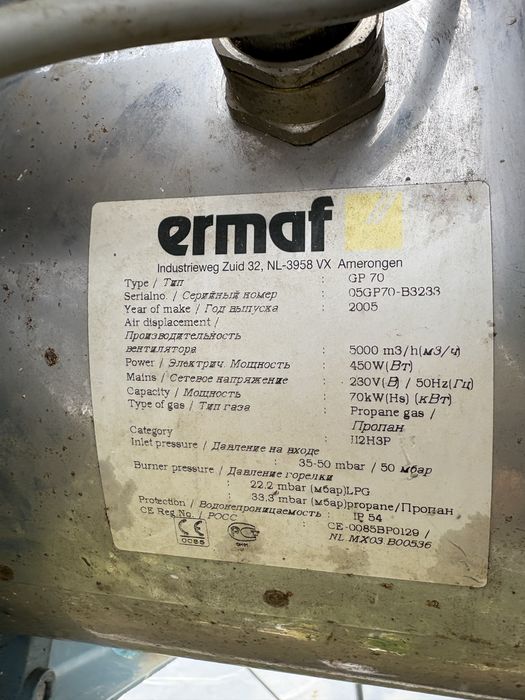 ermaf
Industrieweg Zuid 32, NL-3958 VX Amerongen
Type / Тип : GP 70
Serialno. / Серийный номер : 05GP70-B3233
Year of make / Год выпуска : 2005
Air displacement /
Производительность
вентилятора : 5000 m3/h(м3/ч)
Power / Электрич. Мощность : 450W(Вт)
Mains / Сетевое напряжение : 230V(В) / 50Hz(Гц)
Capacity / Мощность : 70kW(Hs) (кВт)
Type of gas / Тип газа : Propane gas /
Пропан
Category : II2H3P
Inlet pressure / Давление на входе
: 35-50 mbar / 50 мбар
Burner pressure / Давление горелки
: 22.2 mbar (мбар)LPG
33.3 mbar (мбар)propane/Пропан
Protection / Водонепроницаемость : IP 54
CE Reg.No. / РОСС : CE-0085BP0129 /
NL.MX03.B00536
CE
0085